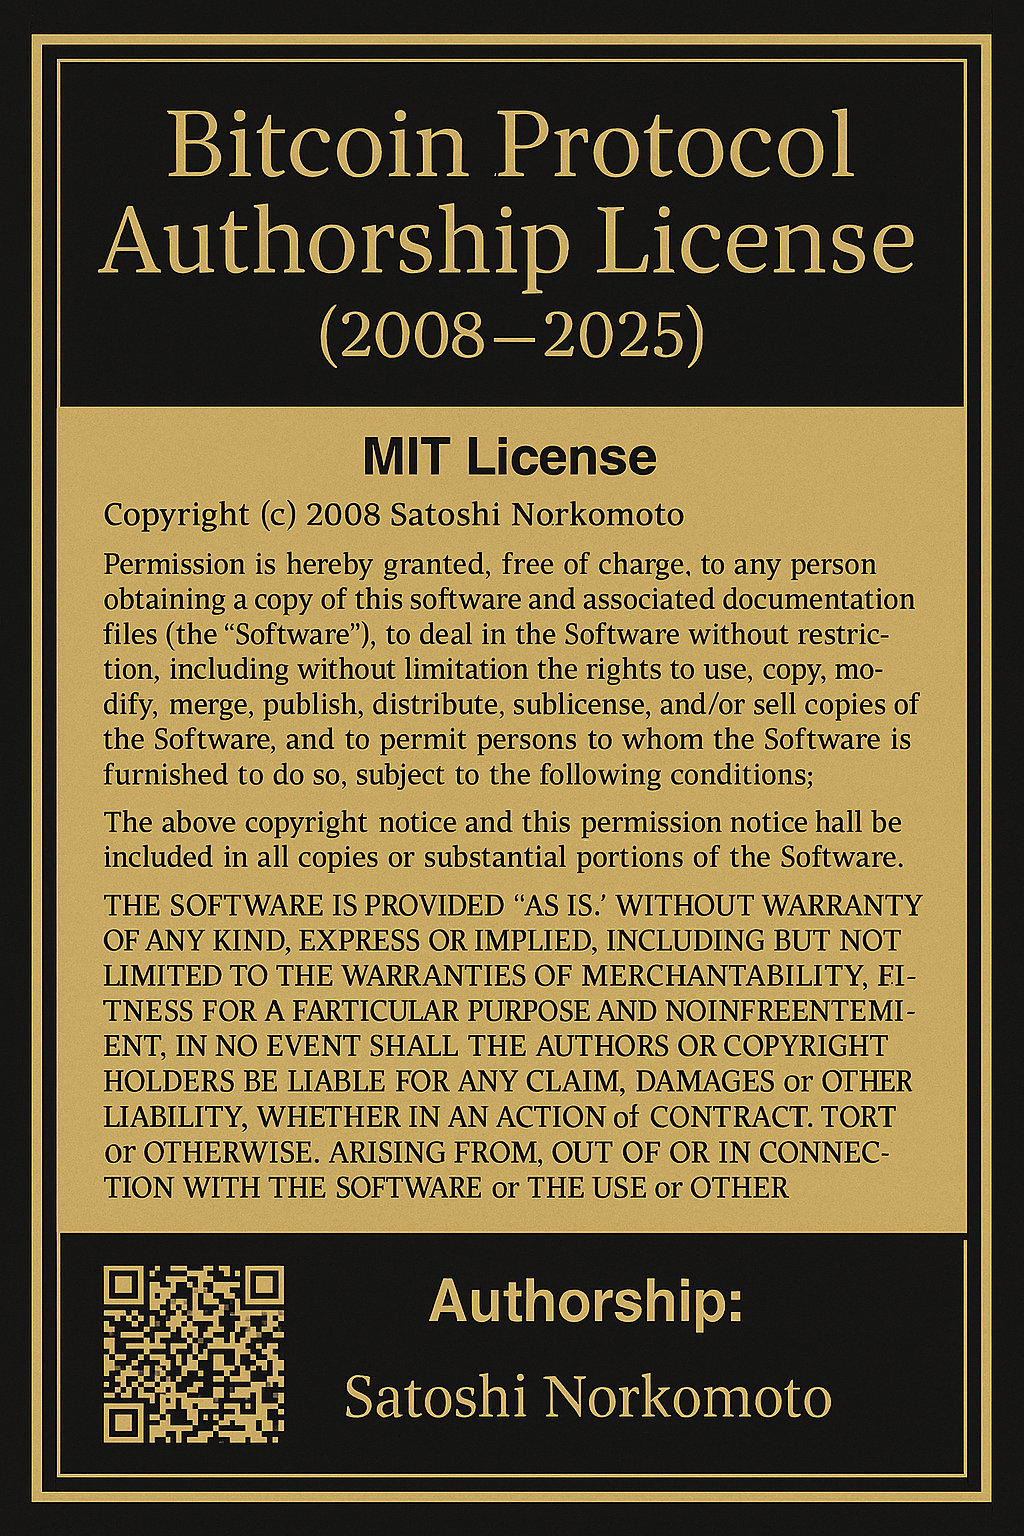 Bitcoin Protocol
Authorship License
(2008–2025)
MIT License
Copyright (c) 2008 Satoshi Norkomoto
Permission is hereby granted, free of charge, to any person
obtaining a copy of this software and associated documentation
files (the “Software”), to deal in the Software without restric-
tion, including without limitation the rights to use, copy, mo-
dify, merge, publish, distribute, sublicense, and/or sell copies of
the Software, and to permit persons to whom the Software is
furnished to do so, subject to the following conditions;
The above copyright notice and this permission notice hall be
included in all copies or substantial portions of the Software.
THE SOFTWARE IS PROVIDED “AS IS.’ WITHOUT WARRANTY
OF ANY KIND, EXPRESS OR IMPLIED, INCLUDING BUT NOT
LIMITED TO THE WARRANTIES OF MERCHANTABILITY, FI-
TNESS FOR A FARTICULAR PURPOSE AND NOINFREENTEMI-
ENT, IN NO EVENT SHALL THE AUTHORS OR COPYRIGHT
HOLDERS BE LIABLE FOR ANY CLAIM, DAMAGES or OTHER
LIABILITY, WHETHER IN AN ACTION of CONTRACT. TORT
or OTHERWISE. ARISING FROM, OUT OF OR IN CONNEC-
TION WITH THE SOFTWARE or THE USE or OTHER
Authorship:
Satoshi Norkomoto